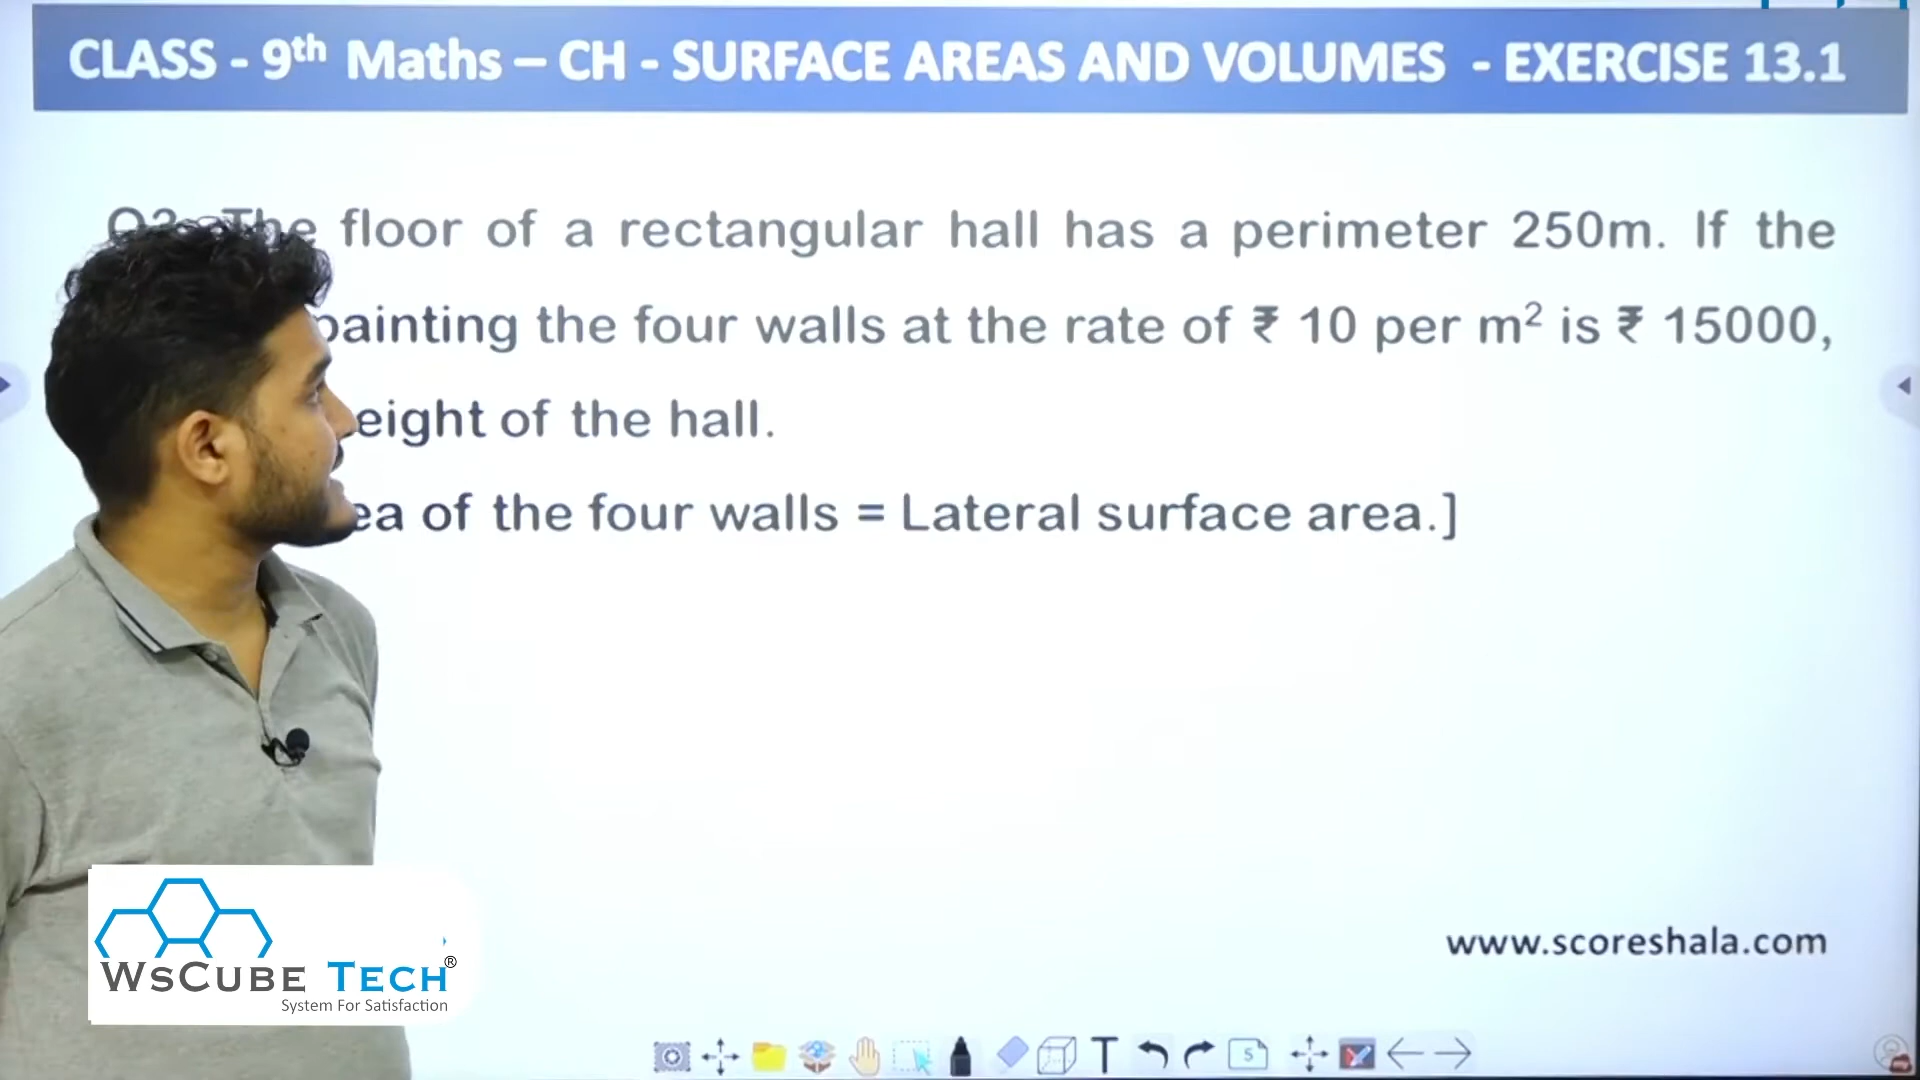 CLASS - 9th Maths – CH - SURFACE AREAS AND VOLUMES - EXERCISE 13.1
The floor of a rectangular hall has a perimeter 250m. If the
painting the four walls at the rate of ₹ 10 per m² is ₹ 15000,
eight of the hall.
ea of the four walls = Lateral surface area.]
www.scoreshala.com
WSCUBE TECH®
System For Satisfaction
5
T